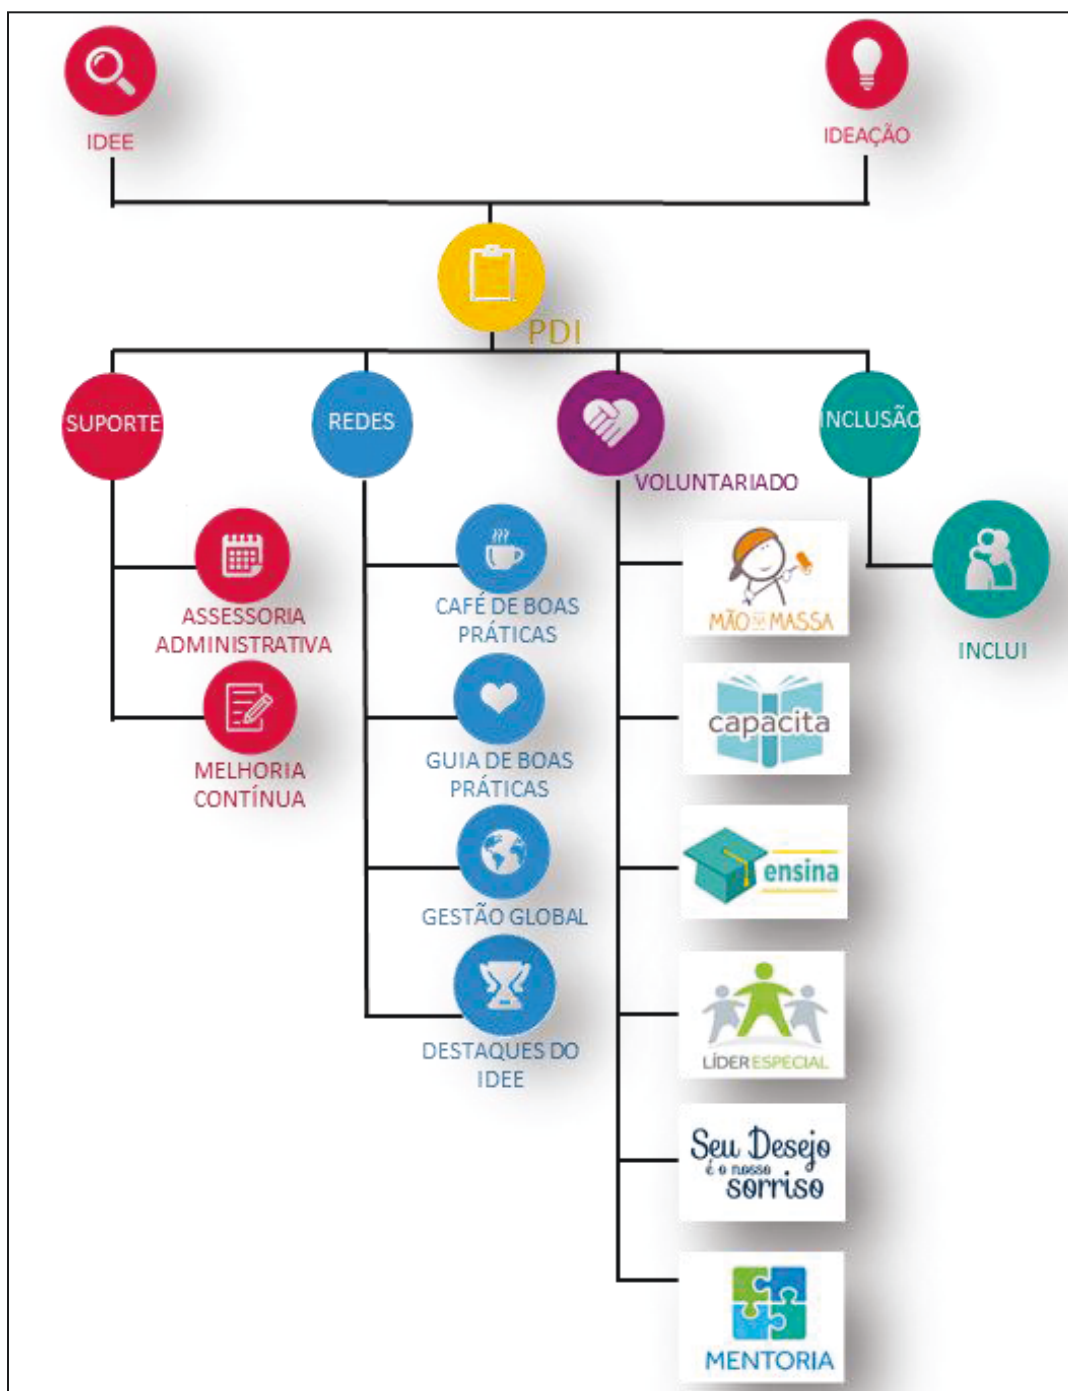 IDEE
IDEAÇÃO
PDI
SUPORTE
REDES
VOLUNTARIADO
INCLUSÃO
ASSESSORIA
ADMINISTRATIVA
MELHORIA
CONTÍNUA
CAFÉ DE BOAS
PRÁTICAS
GUIA DE BOAS
PRÁTICAS
GESTÃO GLOBAL
DESTAQUES DO
IDEE
MÃO NA MASSA
capacita
ensina
LÍDER ESPECIAL
Seu Desejo
é o nosso
sorriso
MENTORIA
INCLUI